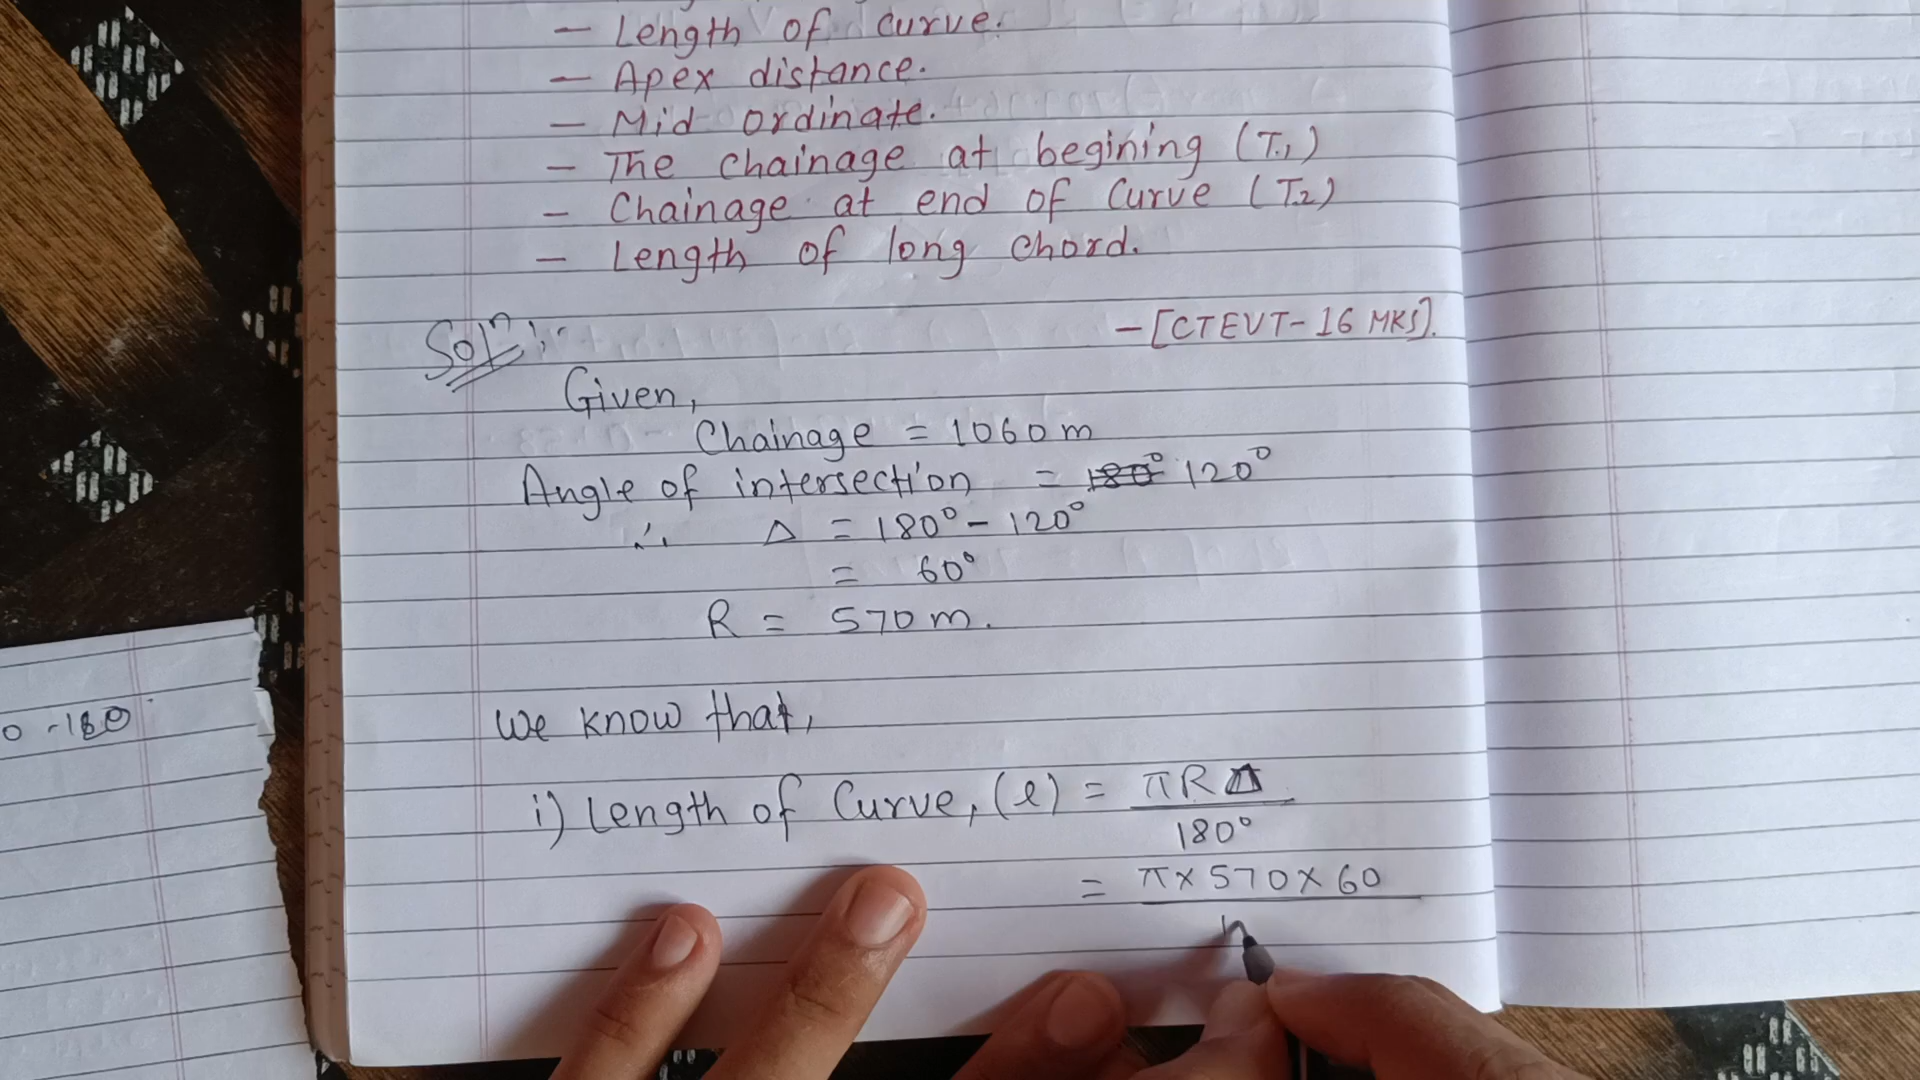 - Length of curve.
- Apex distance.
- Mid ordinate.
- The chainage at begining (T1)
- Chainage at end of Curve (T2)
- Length of long chord.
- [CTEVT - 16 MKS].
Solⁿ:-
Given,
Chainage = 1060 m
Angle of intersection = 180° 120°
∴ Δ = 180° - 120°
= 60°
R = 570 m.
0 - 180
We know that,
i) Length of Curve, (l) = πRΔ
180°
= π × 570 × 60